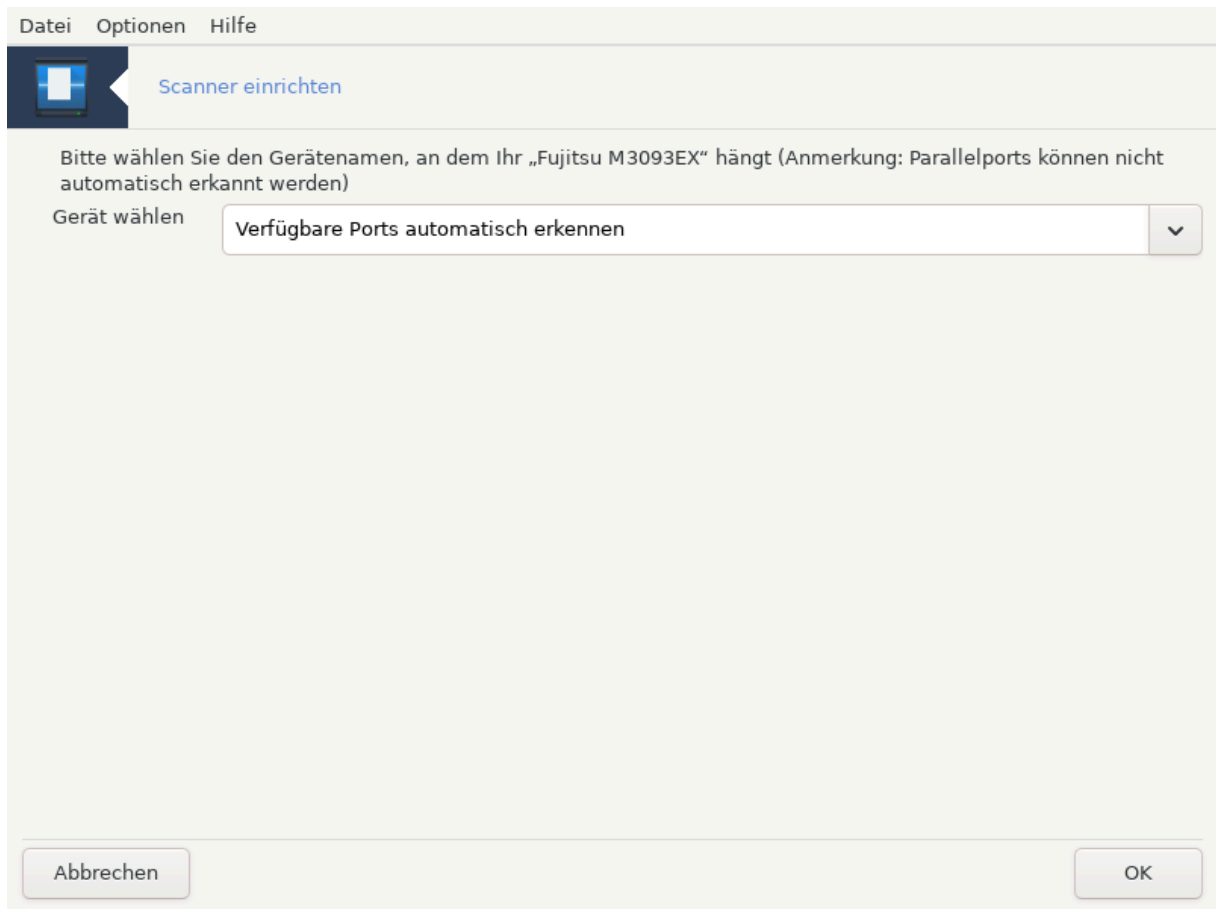 Datei Optionen Hilfe
Scanner einrichten
Bitte wählen Sie den Gerätenamen, an dem Ihr „Fujitsu M3093EX“ hängt (Anmerkung: Parallelports können nicht
automatisch erkannt werden)
Gerät wählen
Verfügbare Ports automatisch erkennen
Abbrechen
OK